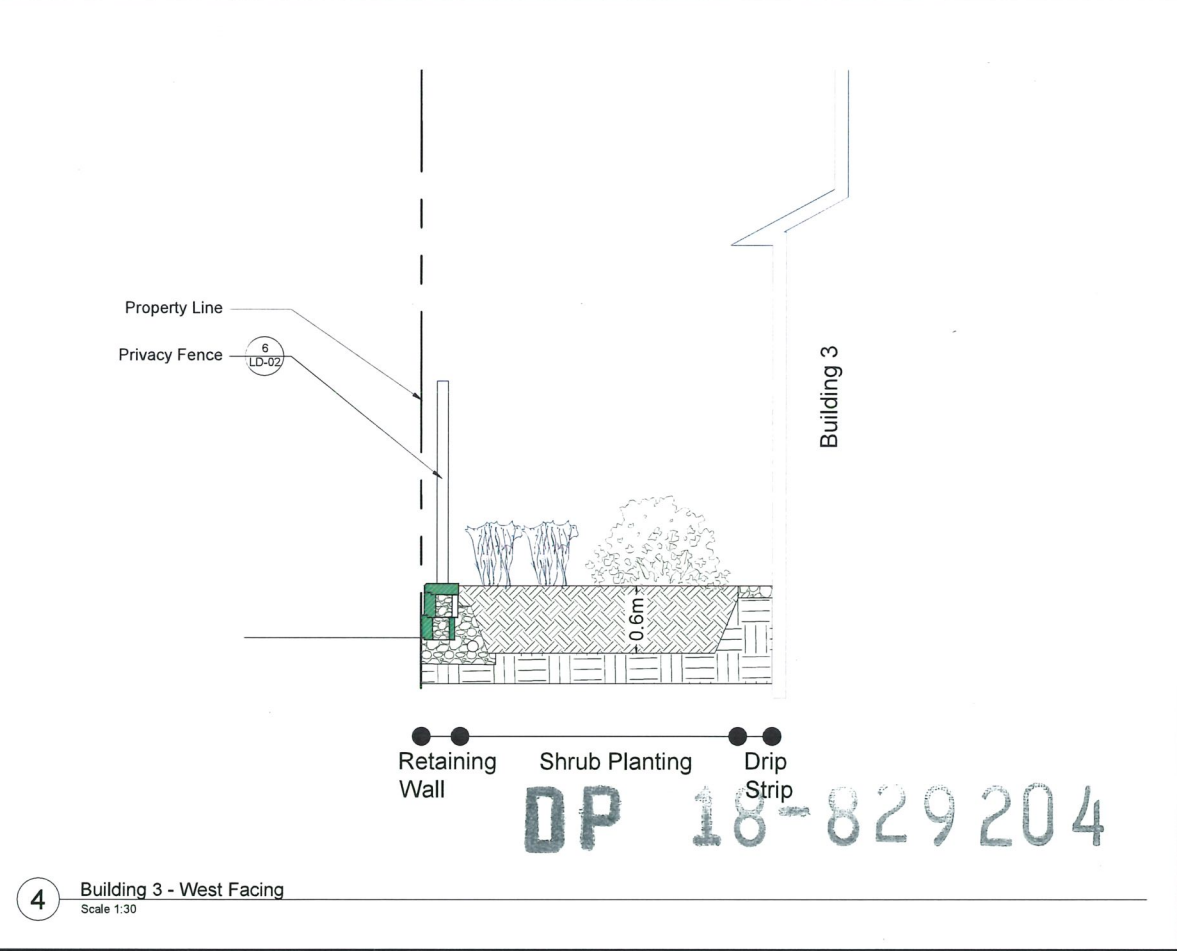 Property Line
Privacy Fence
6
LD-02
Building 3
0.6m
Retaining
Wall
Shrub Planting
Drip
Strip
DP 18-829204
4
Building 3 - West Facing
Scale 1:30